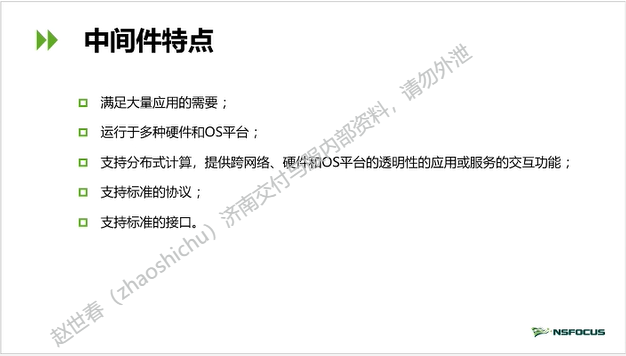 中间件特点
满足大量应用的需要；
运行于多种硬件和OS平台；
支持分布式计算，提供跨网络、硬件和OS平台的透明性的应用或服务的交互功能；
支持标准的协议；
支持标准的接口。
赵世春（zhaoshichu）济南交付与强内部资料，请勿外泄
NSFOCUS